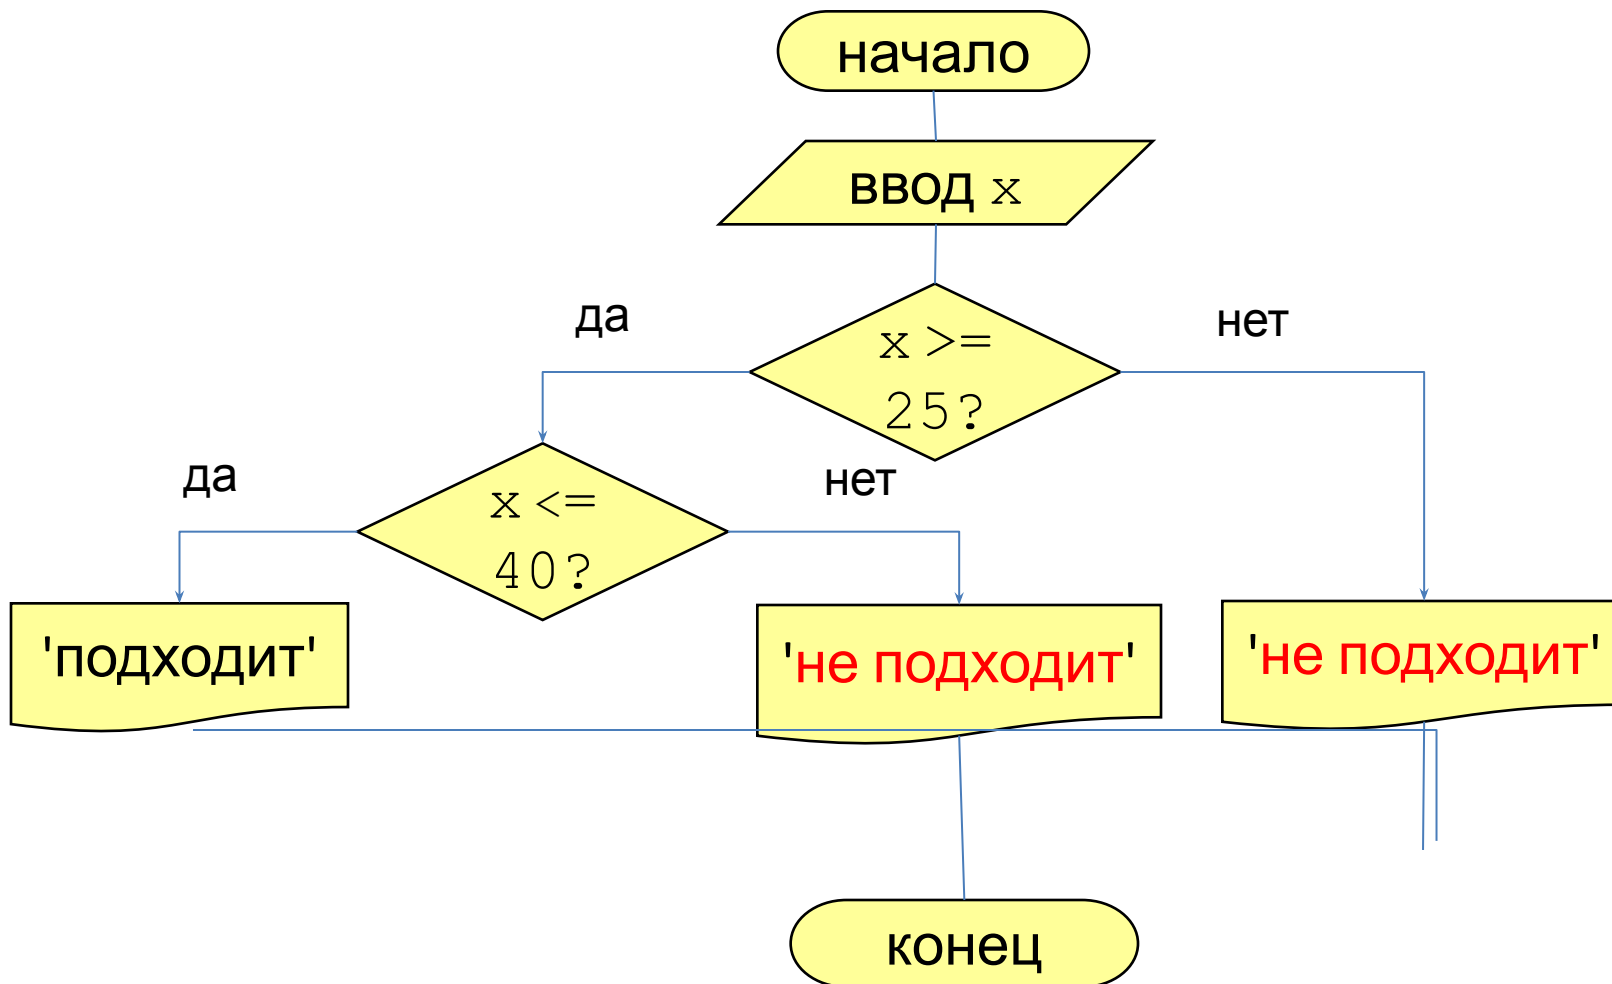 начало
ввод x
да
нет
x >=
25?
да
нет
x <=
40?
'подходит'
'не подходит'
'не подходит'
конец